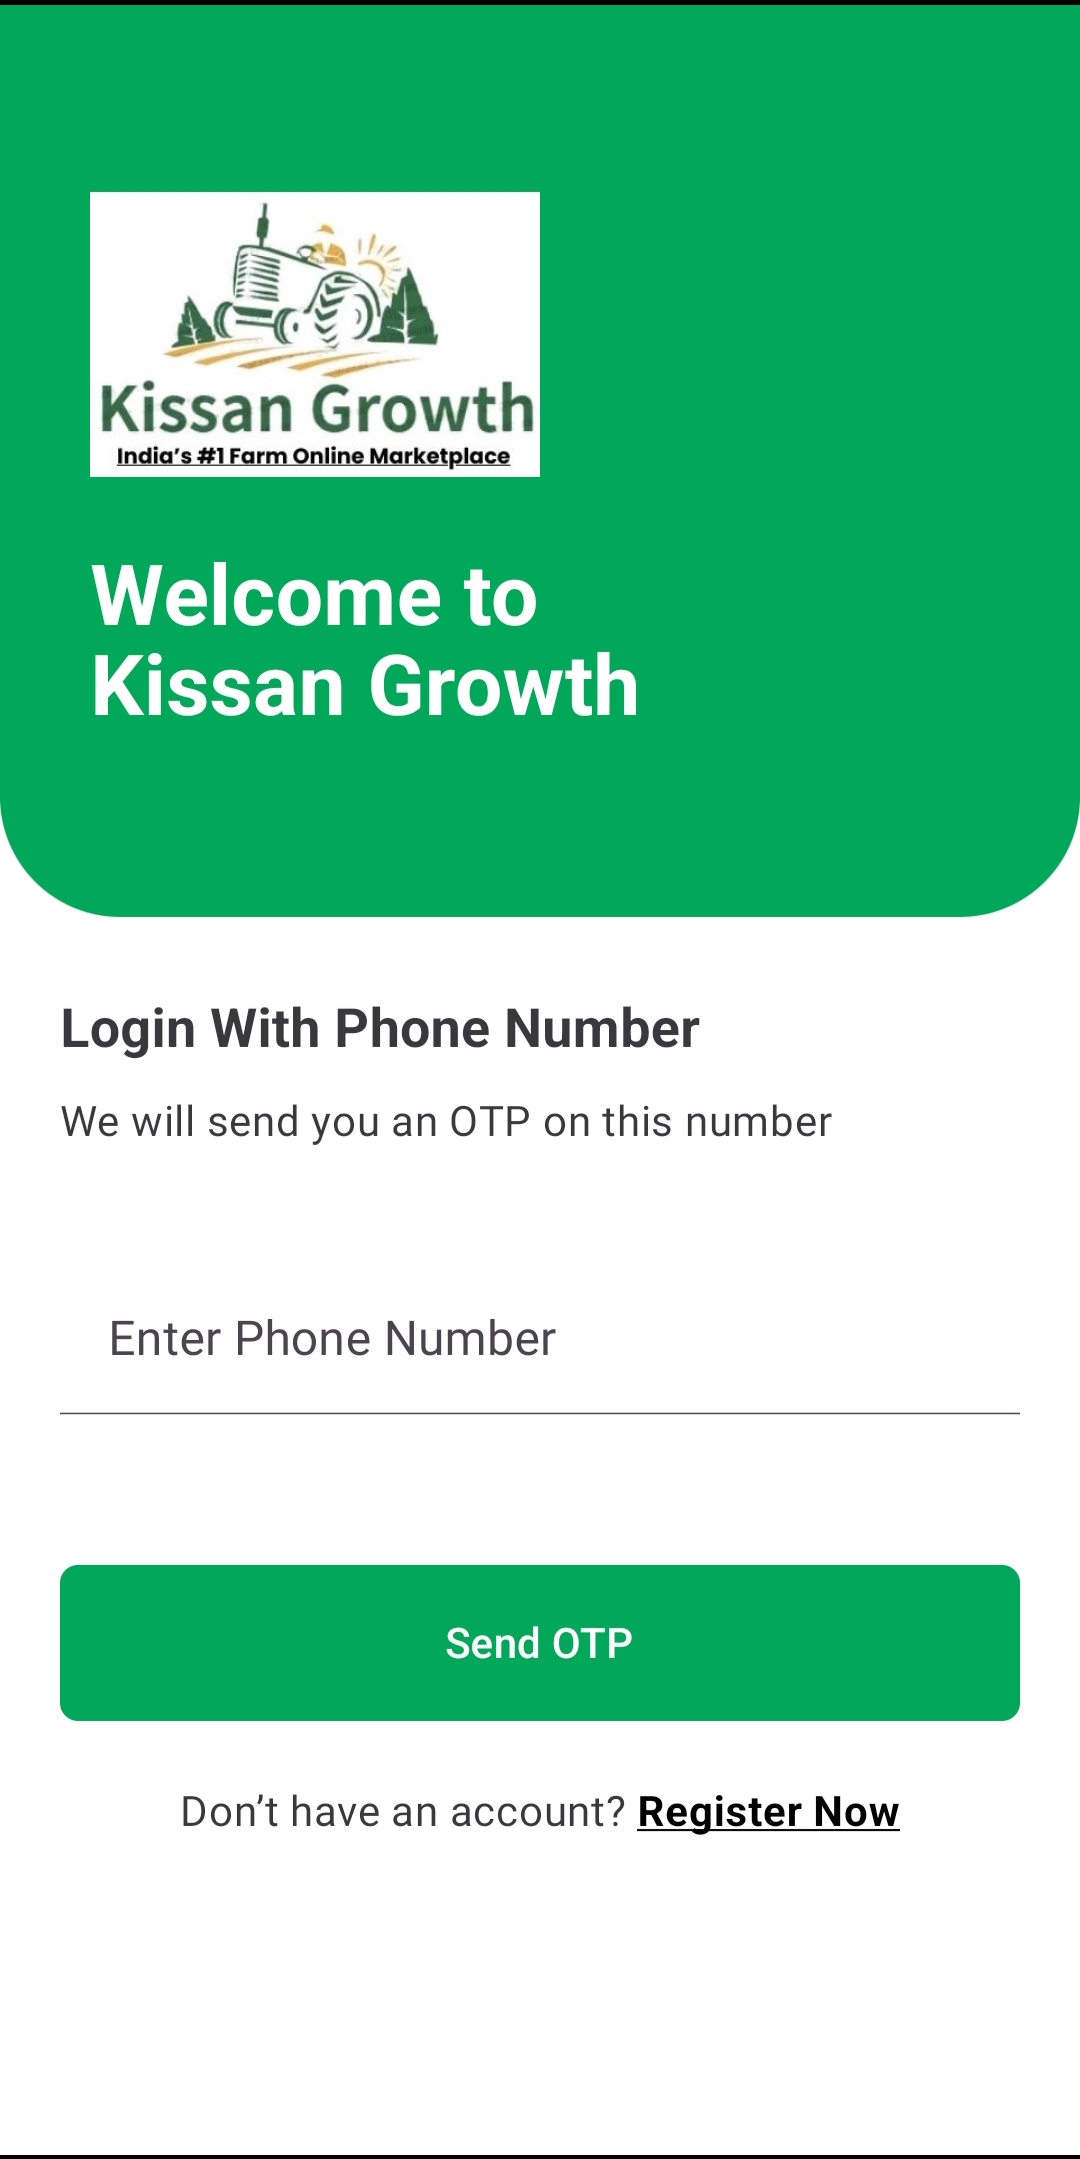 Kissan Growth
India's #1 Farm Online Marketplace
Welcome to
Kissan Growth
Login With Phone Number
We will send you an OTP on this number
Enter Phone Number
Send OTP
Don’t have an account? Register Now